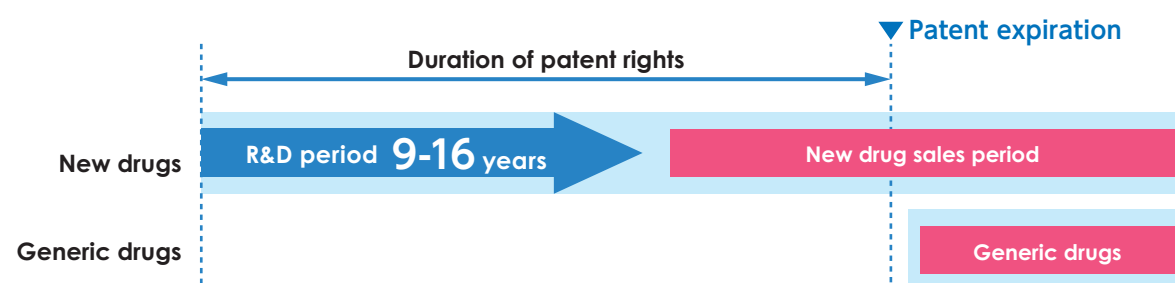 Patent expiration
Duration of patent rights
New drugs
R&D period 9-16 years
New drug sales period
Generic drugs
Generic drugs